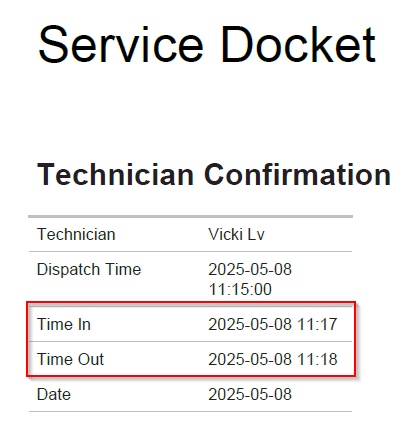 Service Docket
Technician Confirmation
Technician Vicki Lv
Dispatch Time 2025-05-08
11:15:00
Time In 2025-05-08 11:17
Time Out 2025-05-08 11:18
Date 2025-05-08